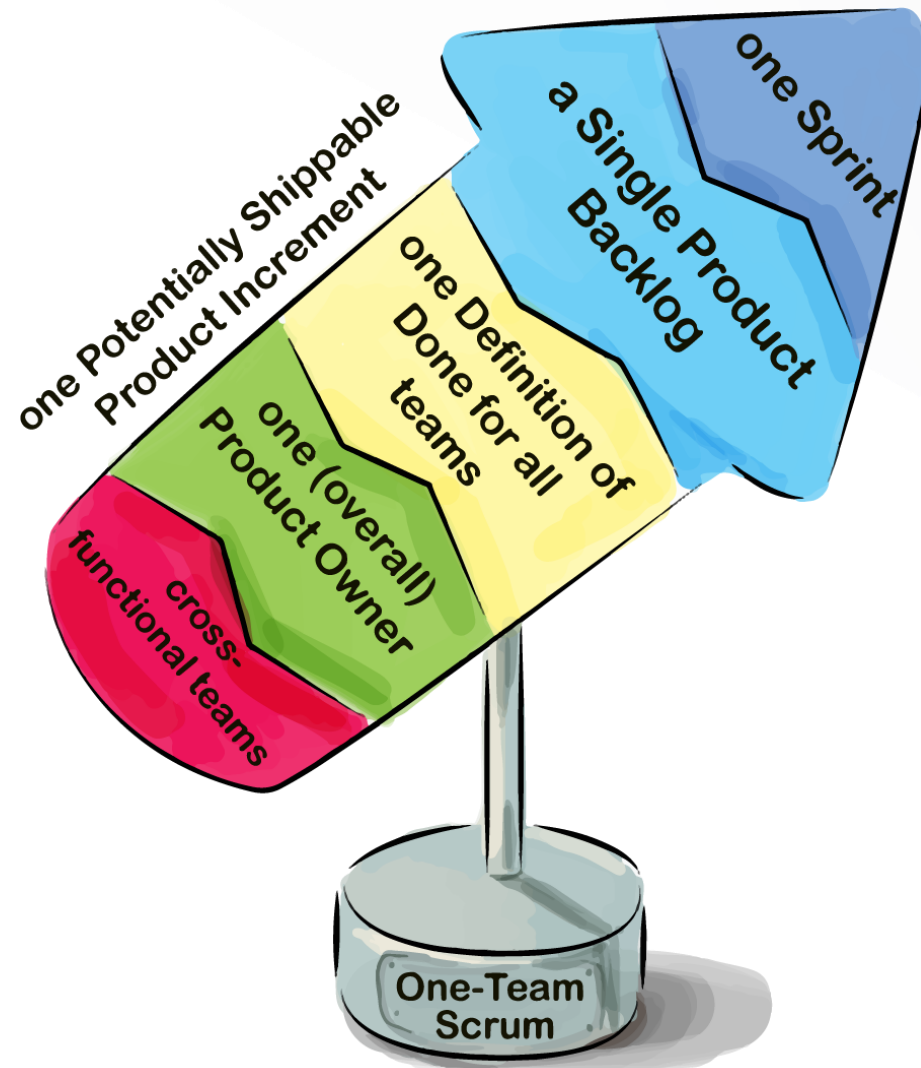 one Sprint
a Single Product
Backlog
one Potentially Shippable
Product Increment
one Definition of
Done for all
teams
one (overall)
Product Owner
cross-
functional teams
One-Team
Scrum